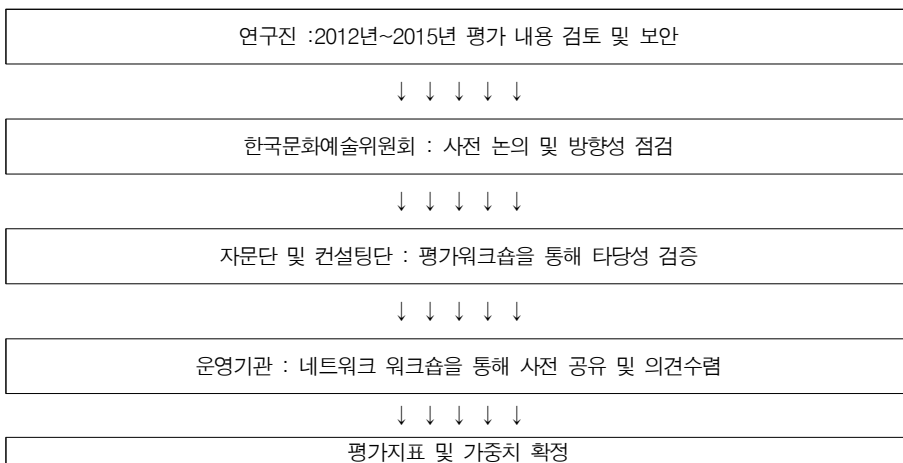 연구진 :2012년~2015년 평가 내용 검토 및 보안
↓ ↓ ↓ ↓ ↓
한국문화예술위원회 : 사전 논의 및 방향성 점검
↓ ↓ ↓ ↓ ↓
자문단 및 컨설팅단 : 평가워크숍을 통해 타당성 검증
↓ ↓ ↓ ↓ ↓
운영기관 : 네트워크 워크숍을 통해 사전 공유 및 의견수렴
↓ ↓ ↓ ↓ ↓
평가지표 및 가중치 확정